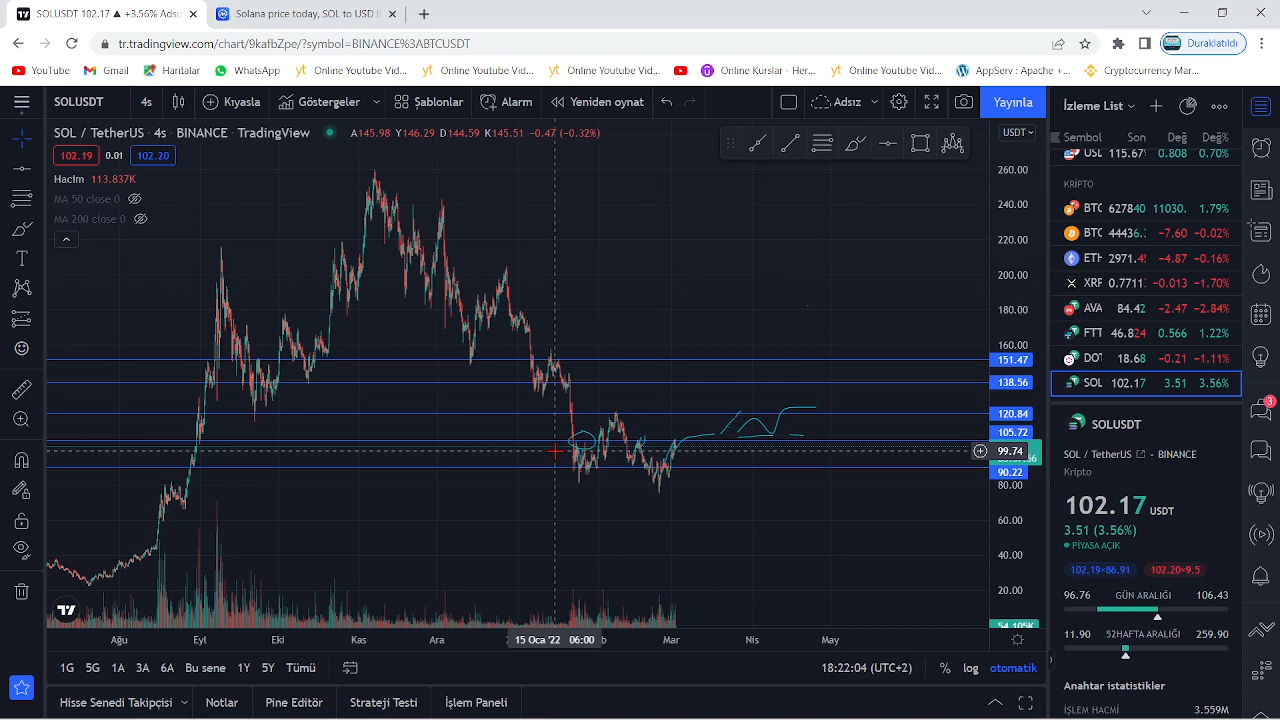 SOLUSDT 102.17 ▲ +3.56% Adsı
Solana price today, SOL to USD li
tr.tradingview.com/chart/9kafbZpe/?symbol=BINANCE%3ABTCUSDT
Duraklatıldı
YouTube Gmail Haritalar WhatsApp Online Youtube Vid... Online Youtube Vid... Online Youtube Vid... Online Kurslar - Her... Online Youtube Vid... AppServ : Apache +... Cryptocurrency Mar...
SOLUSDT 4s Kıyasla Göstergeler Şablonlar Alarm Yeniden oynat Adsız Yayınla
İzleme List
SOL / TetherUS · 4s · BINANCE · TradingView A145.98 Y146.29 D144.59 K145.51 -0.47 (-0.32%)
USDT
Sembol Son Değ Değ%
102.19 0.01 102.20
115.67 0.808 0.70%
Hacim 113.837K
MA 50 close 0
MA 200 close 0
KRİPTO
BTC 627840 11030. 1.79%
BTC 44436. -7.60 -0.02%
ETH 2971.4 -4.87 -0.16%
XRP 0.7711 -0.013 -1.70%
AVA 84.42 -2.47 -2.84%
FTT 46.824 0.566 1.22%
DOT 18.68 -0.21 -1.11%
SOL 102.17 3.51 3.56%
260.00
240.00
220.00
200.00
180.00
160.00
151.47
138.56
120.84
105.72
99.74
90.22
80.00
60.00
40.00
20.00
54.105K
SOLUSDT
SOL / TetherUS - BINANCE
Kripto
102.17 USDT
3.51 (3.56%)
PİYASA AÇIK
102.19×86.91 102.20×9.5
96.76 GÜN ARALIĞI 106.43
11.90 52HAFTA ARALIĞI 259.90
Anahtar istatistikler
İŞLEM HACMİ 3.559M
Ağu Eyl Eki Kas Ara 15 Oca '22 06:00 Mar Nis May
1G 5G 1A 3A 6A Bu sene 1Y 5Y Tümü 18:22:04 (UTC+2) % log otomatik
Hisse Senedi Takipçisi Notlar Pine Editör Strateji Testi İşlem Paneli
3